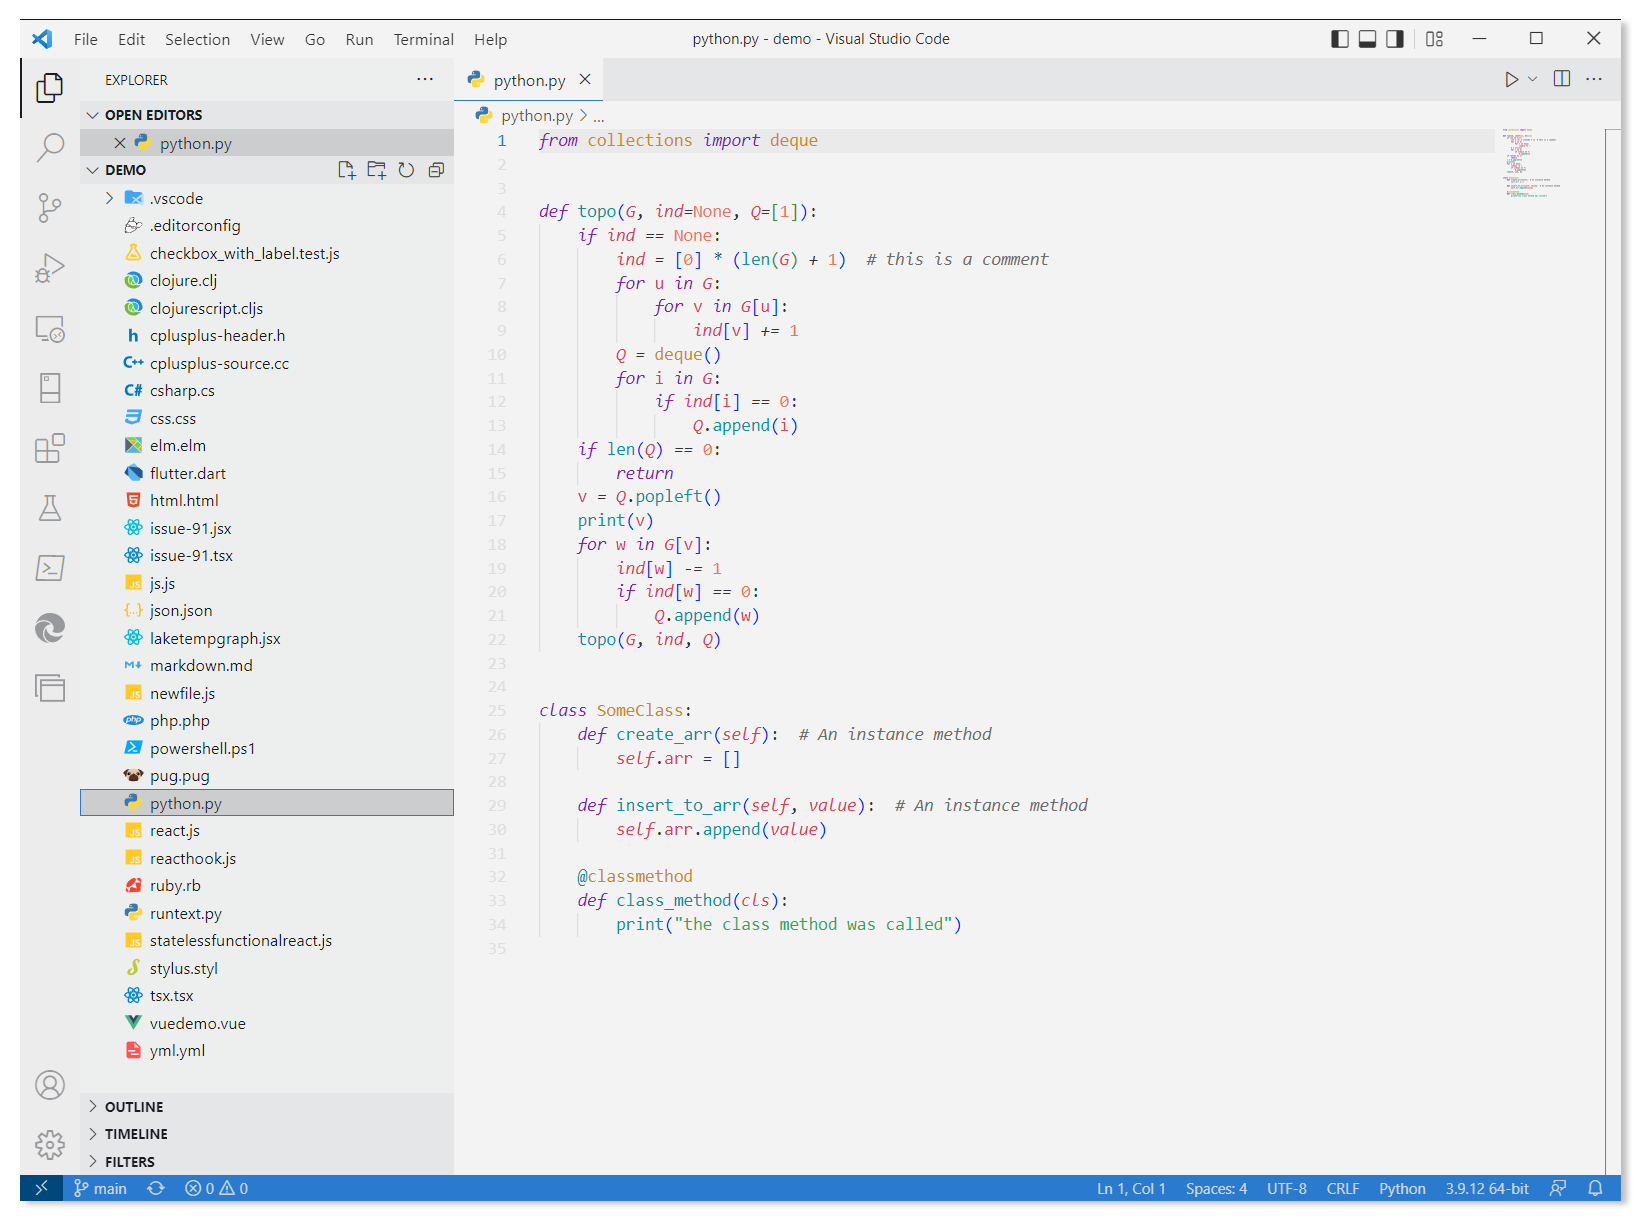 File Edit Selection View Go Run Terminal Help python.py - demo - Visual Studio Code
EXPLORER
OPEN EDITORS
python.py
DEMO
.vscode
.editorconfig
checkbox_with_label.test.js
clojure.clj
clojurescript.cljs
cplusplus-header.h
cplusplus-source.cc
csharp.cs
css.css
elm.elm
flutter.dart
html.html
issue-91.jsx
issue-91.tsx
js.js
json.json
laketempgraph.jsx
markdown.md
newfile.js
php.php
powershell.ps1
pug.pug
python.py
react.js
reacthook.js
ruby.rb
runtext.py
statelessfunctionalreact.js
stylus.styl
tsx.tsx
vuedemo.vue
yml.yml
OUTLINE
TIMELINE
FILTERS
python.py
python.py > ...
1 from collections import deque
2
3
4 def topo(G, ind=None, Q=[1]):
5     if ind == None:
6         ind = [0] * (len(G) + 1)  # this is a comment
7         for u in G:
8             for v in G[u]:
9                 ind[v] += 1
10         Q = deque()
11         for i in G:
12             if ind[i] == 0:
13                 Q.append(i)
14     if len(Q) == 0:
15         return
16     v = Q.popleft()
17     print(v)
18     for w in G[v]:
19         ind[w] -= 1
20         if ind[w] == 0:
21             Q.append(w)
22     topo(G, ind, Q)
23
24
25 class SomeClass:
26     def create_arr(self):  # An instance method
27         self.arr = []
28
29     def insert_to_arr(self, value):  # An instance method
30         self.arr.append(value)
31
32     @classmethod
33     def class_method(cls):
34         print("the class method was called")
35
main 0 0 Ln 1, Col 1 Spaces: 4 UTF-8 CRLF Python 3.9.12 64-bit